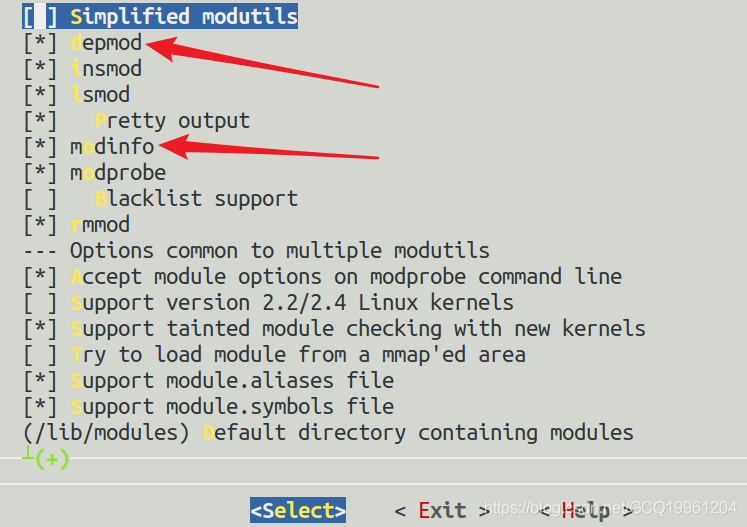 [ ] Simplified modutils
[*] depmod
[*] insmod
[*] lsmod
[*]   Pretty output
[*] modinfo
[*] modprobe
[ ]   Blacklist support
[*] rmmod
--- Options common to multiple modutils
[*] Accept module options on modprobe command line
[ ] Support version 2.2/2.4 Linux kernels
[*] Support tainted module checking with new kernels
[ ] Try to load module from a mmap'ed area
[*] Support module.aliases file
[*] Support module.symbols file
(/lib/modules) Default directory containing modules
┴(+)
<Select> < Exit > < Help >
https://blog.csdn.net/GCQ19961204